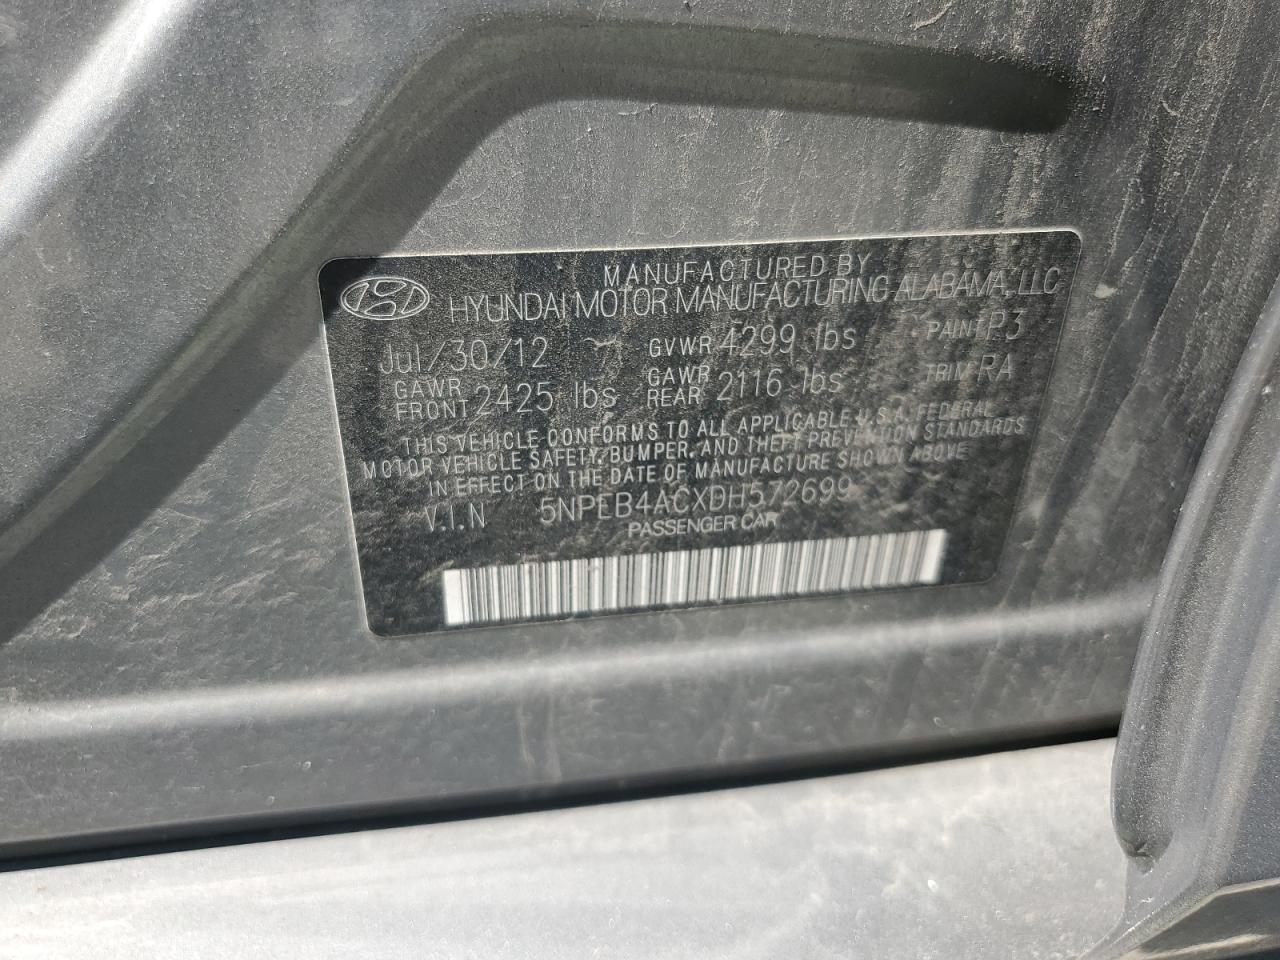 MANUFACTURED BY
HYUNDAI MOTOR MANUFACTURING ALABAMA, LLC
Jul/30/12 GVWR 4299 lbs PAINT P3
GAWR FRONT 2425 lbs GAWR REAR 2116 lbs TRIM RA
THIS VEHICLE CONFORMS TO ALL APPLICABLE U.S.A. FEDERAL
MOTOR VEHICLE SAFETY, BUMPER, AND THEFT PREVENTION STANDARDS
IN EFFECT ON THE DATE OF MANUFACTURE SHOWN ABOVE
V.I.N 5NPEB4ACXDH572699
PASSENGER CAR